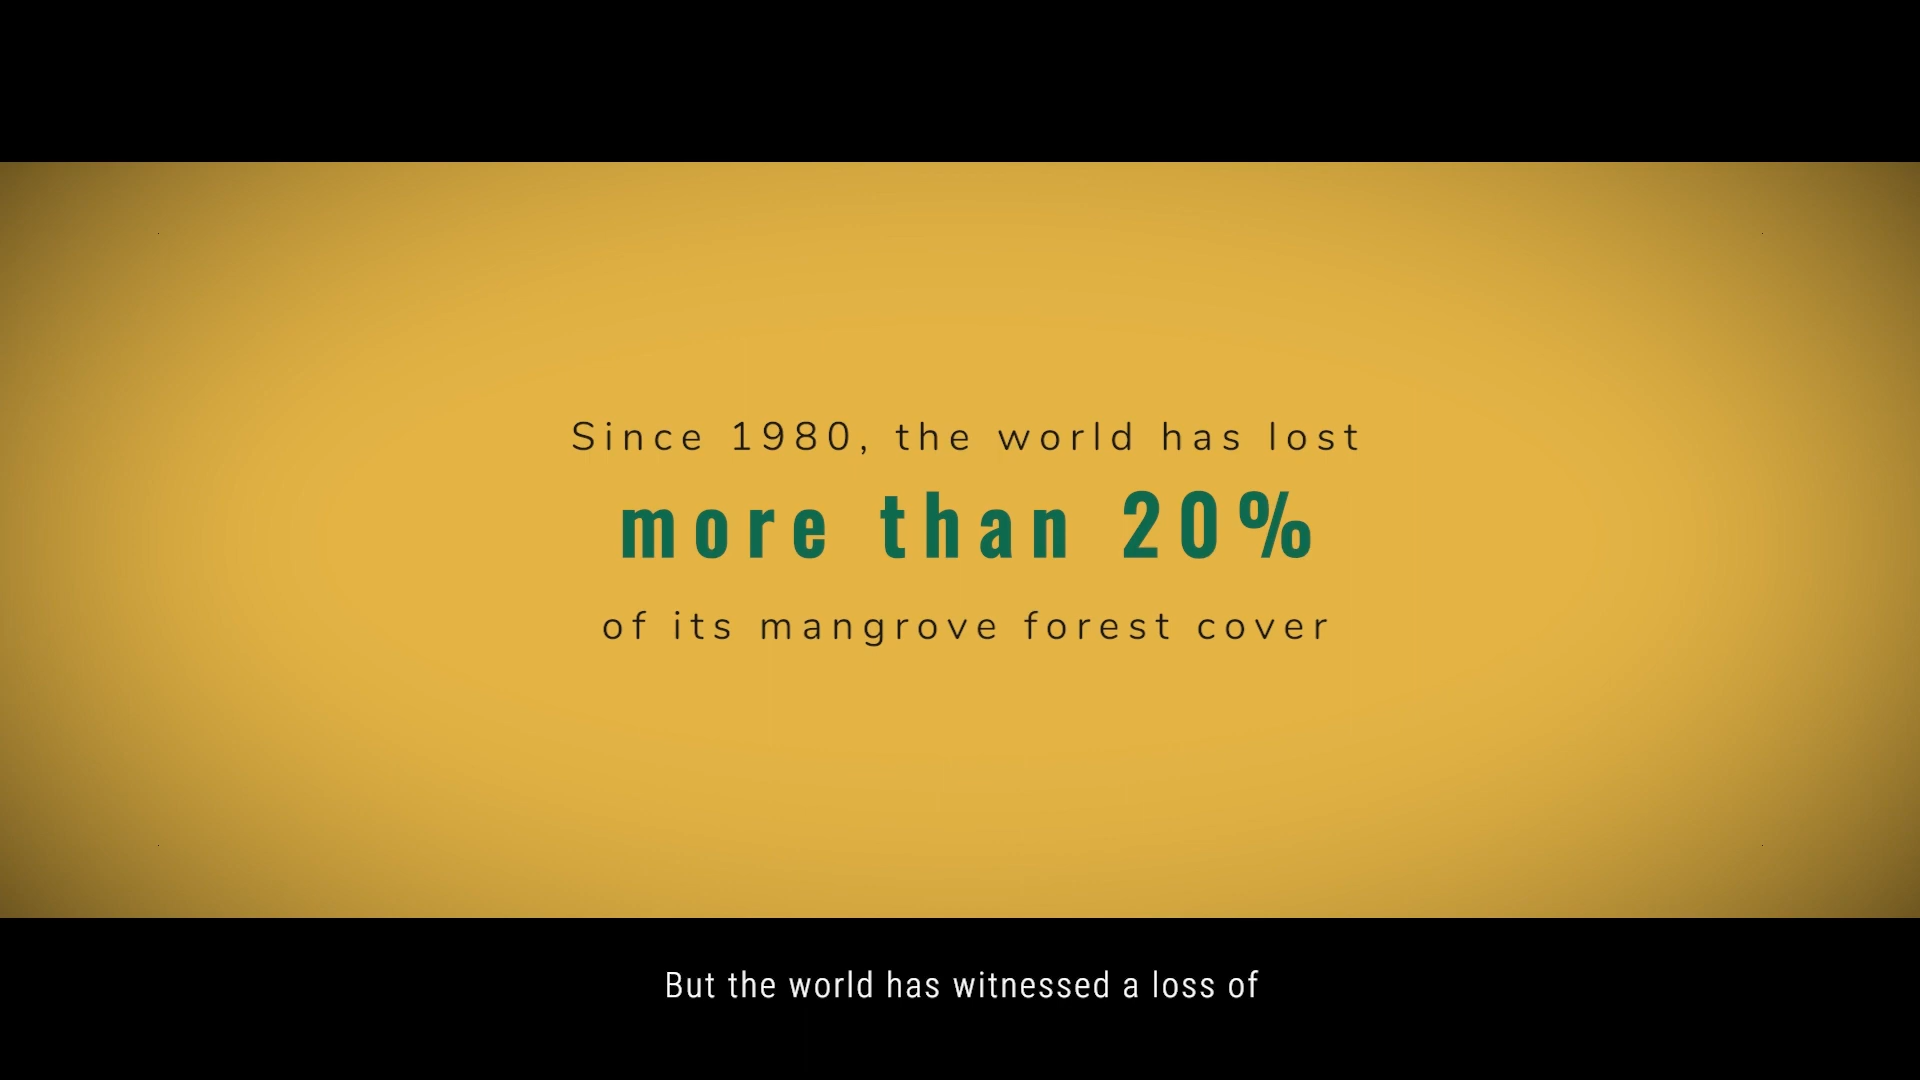 Since 1980, the world has lost
more than 20%
of its mangrove forest cover
But the world has witnessed a loss of